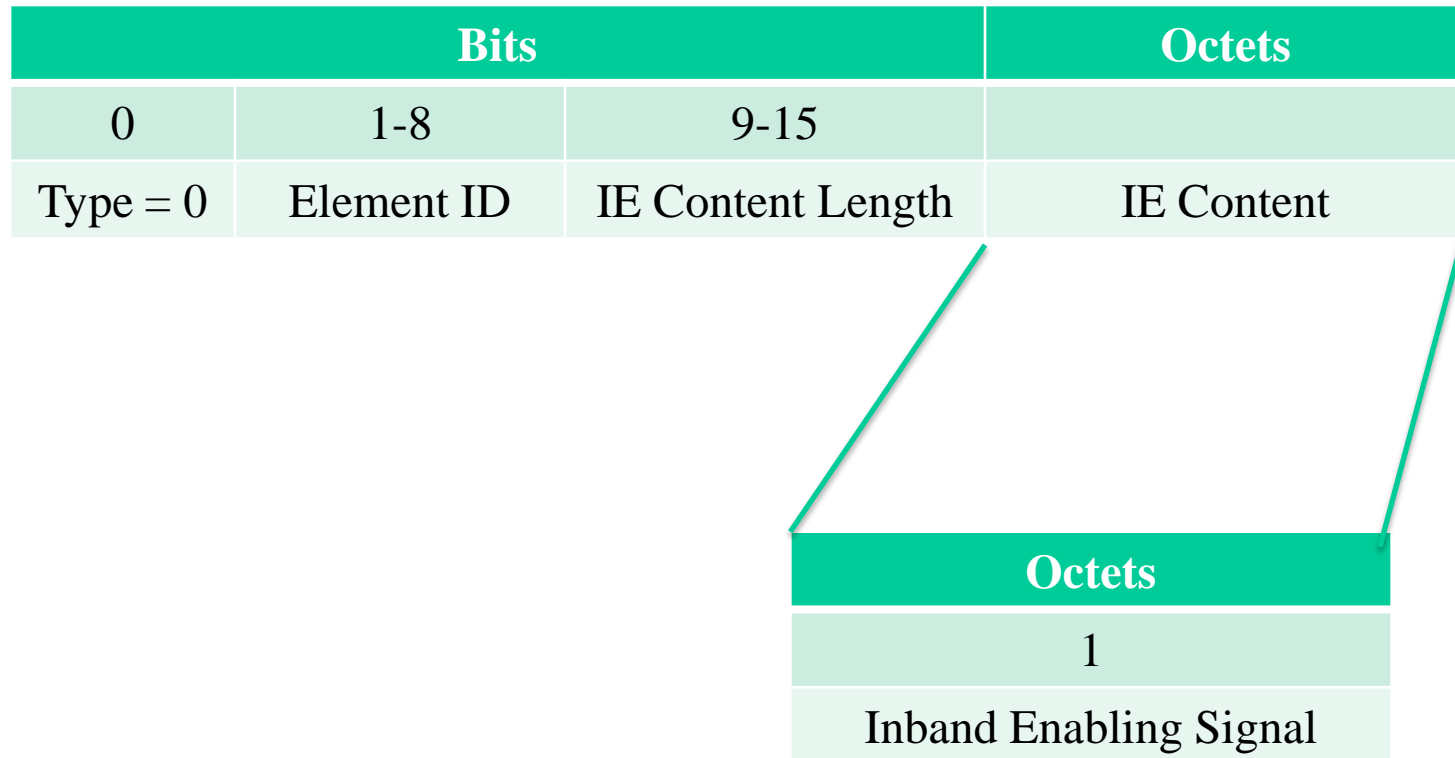 Bits Octets
0 1-8 9-15
Type = 0 Element ID IE Content Length IE Content
Octets
1
Inband Enabling Signal